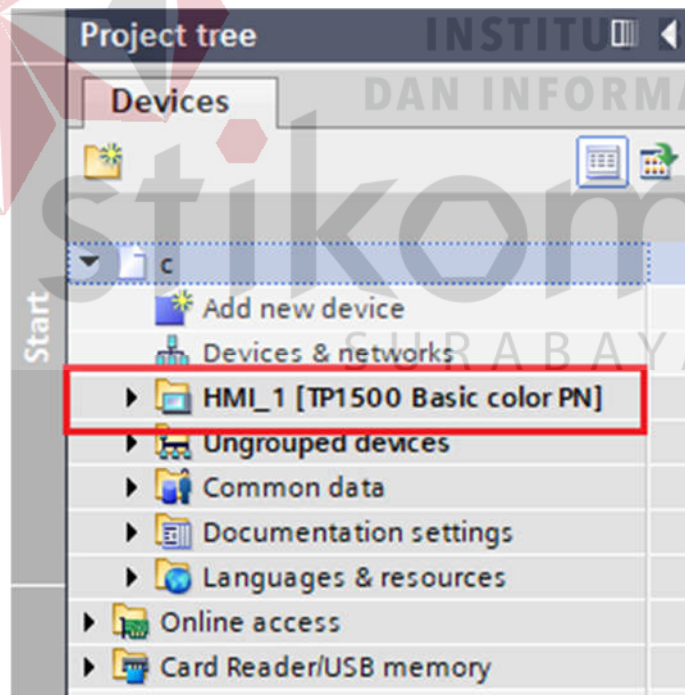 Project tree
INSTITU
DAN INFORMA
Devices
stikom
c
Start
Add new device
Devices & networks
SURABAYA
HMI_1 [TP1500 Basic color PN]
Ungrouped devices
Common data
Documentation settings
Languages & resources
Online access
Card Reader/USB memory